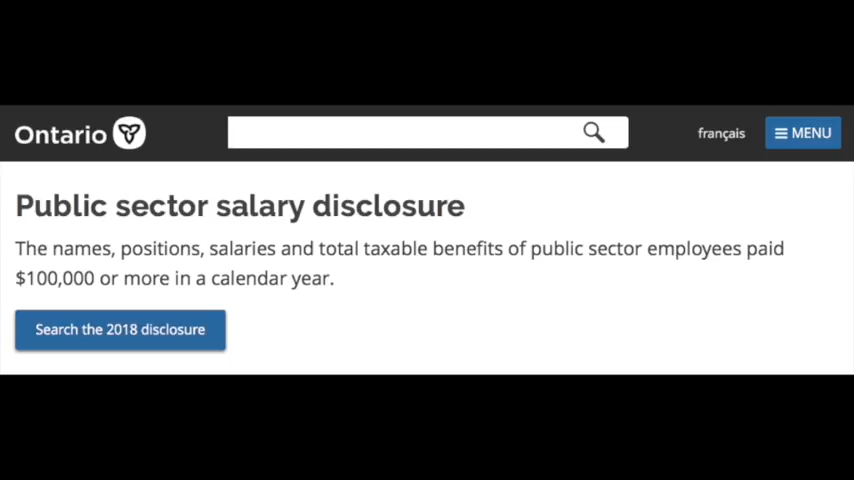 Ontario
français
MENU
Public sector salary disclosure
The names, positions, salaries and total taxable benefits of public sector employees paid
$100,000 or more in a calendar year.
Search the 2018 disclosure